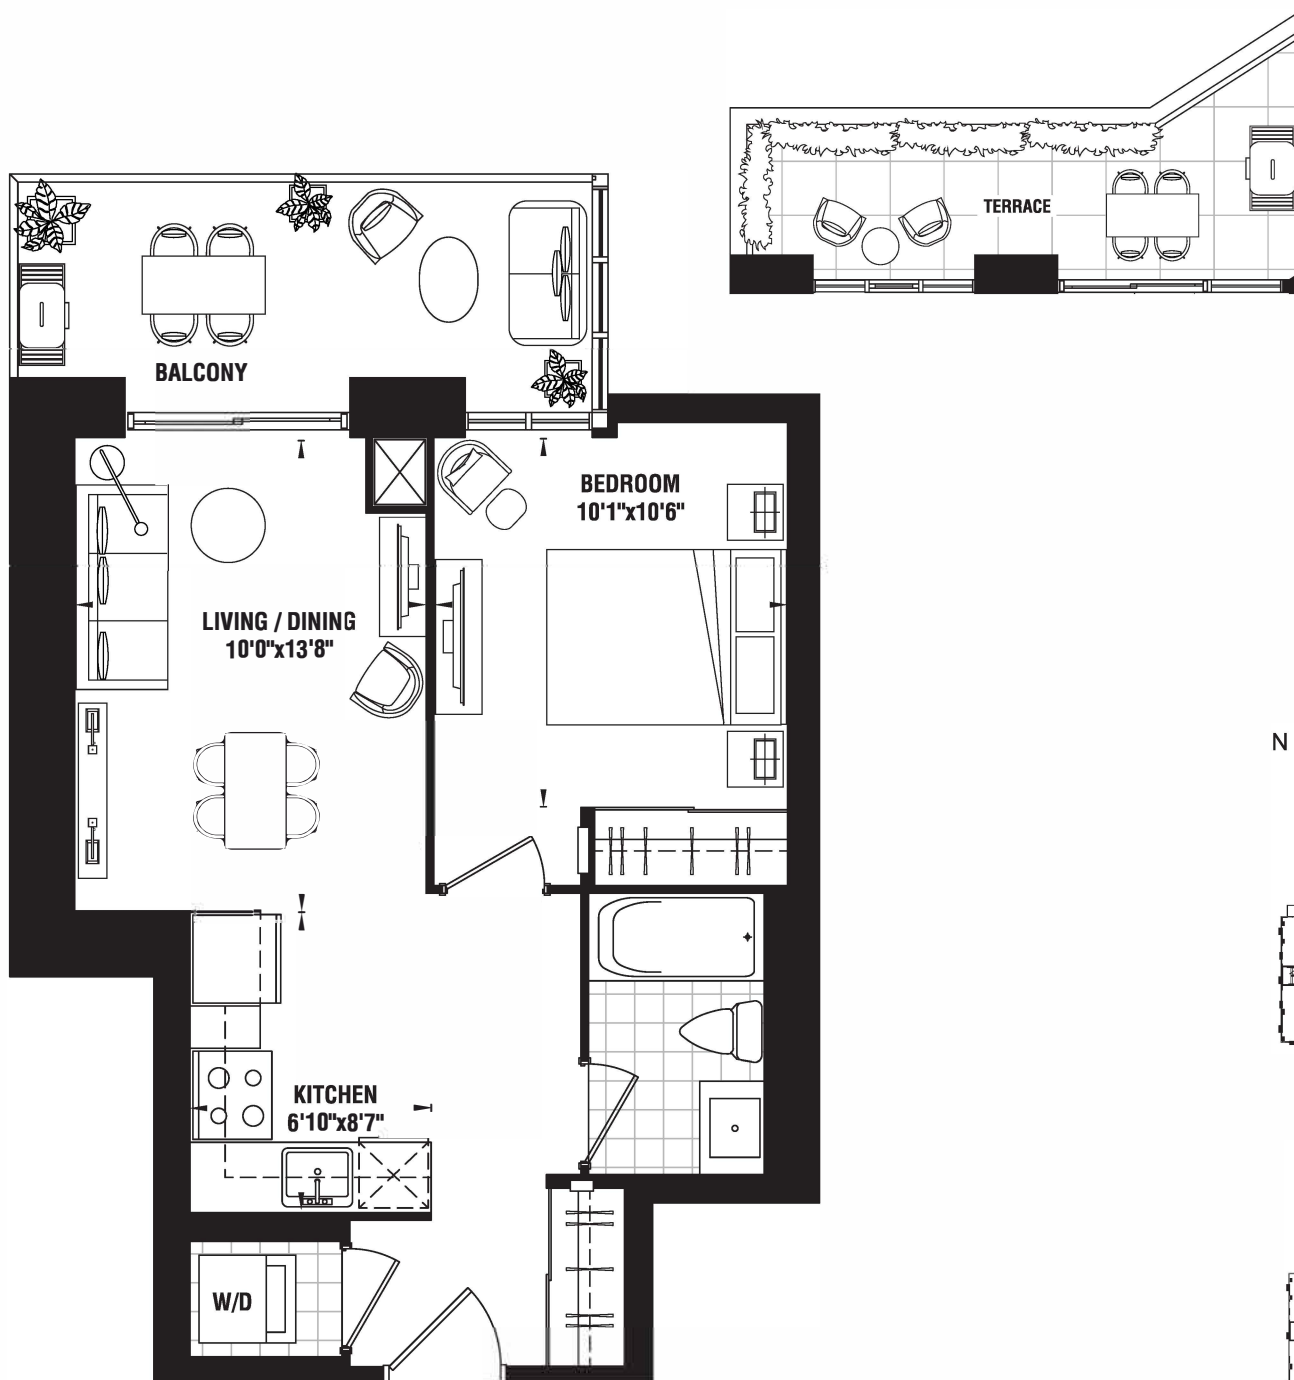 TERRACE
BALCONY
BEDROOM
10'1"x10'6"
LIVING / DINING
10'0"x13'8"
N
KITCHEN
6'10"x8'7"
W/D